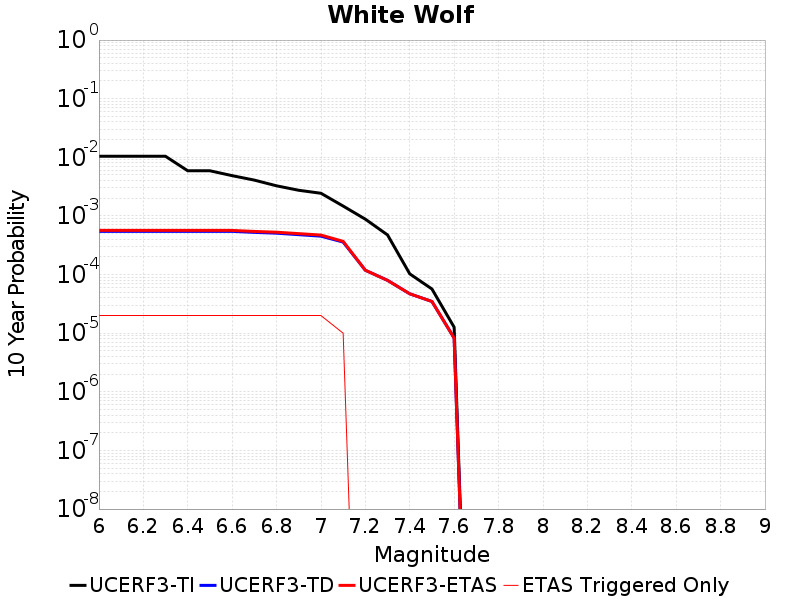 White Wolf
10 Year Probability
10^0
10^-1
10^-2
10^-3
10^-4
10^-5
10^-6
10^-7
10^-8
6 6.2 6.4 6.6 6.8 7 7.2 7.4 7.6 7.8 8 8.2 8.4 8.6 8.8 9
Magnitude
UCERF3-TI UCERF3-TD UCERF3-ETAS ETAS Triggered Only